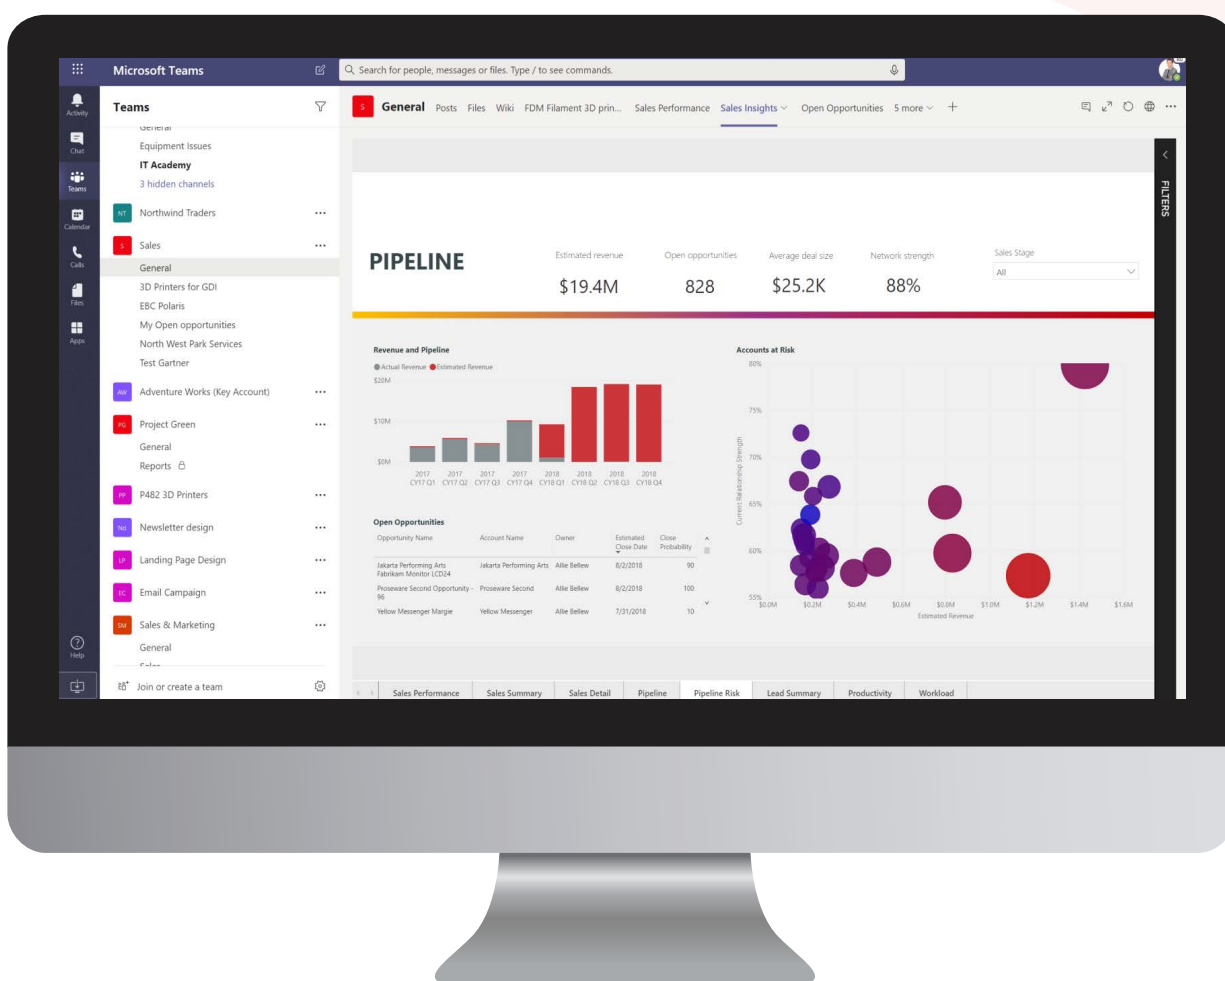 Microsoft Teams
Search for people, messages or files. Type / to see commands.
Activity
Chat
Teams
Calendar
Calls
Files
Apps
Help
Teams
General
Equipment Issues
IT Academy
3 hidden channels
NT Northwind Traders
S Sales
General
3D Printers for GDI
EBC Polaris
My Open opportunities
North West Park Services
Test Gartner
AW Adventure Works (Key Account)
PG Project Green
General
Reports
PP P482 3D Printers
Nd Newsletter design
LP Landing Page Design
EC Email Campaign
SM Sales & Marketing
General
Sales
Join or create a team
S General Posts Files Wiki FDM Filament 3D prin... Sales Performance Sales Insights Open Opportunities 5 more
FILTERS
PIPELINE
Estimated revenue
$19.4M
Open opportunities
828
Average deal size
$25.2K
Network strength
88%
Sales Stage
All
Revenue and Pipeline
Actual Revenue Estimated Revenue
$20M
$10M
$0M
2017 2017 2017 2017 2018 2018 2018 2018
CY17 Q1 CY17 Q2 CY17 Q3 CY17 Q4 CY18 Q1 CY18 Q2 CY18 Q3 CY18 Q4
Open Opportunities
Opportunity Name Account Name Owner Estimated Close
Close Date Probability
Jakarta Performing Arts Jakarta Performing Arts Allie Bellew 8/2/2018 90
Fabrikam Monitor LCD24
Proseware Second Opportunity - Proseware Second Allie Bellew 8/2/2018 100
96
Yellow Messenger Margie Yellow Messenger Allie Bellew 7/31/2018 10
Accounts at Risk
Current Relationship Strength
80%
75%
70%
65%
60%
55%
$0.0M $0.2M $0.4M $0.6M $0.8M $1.0M $1.2M $1.4M $1.6M
Estimated Revenue
Sales Performance Sales Summary Sales Detail Pipeline Pipeline Risk Lead Summary Productivity Workload